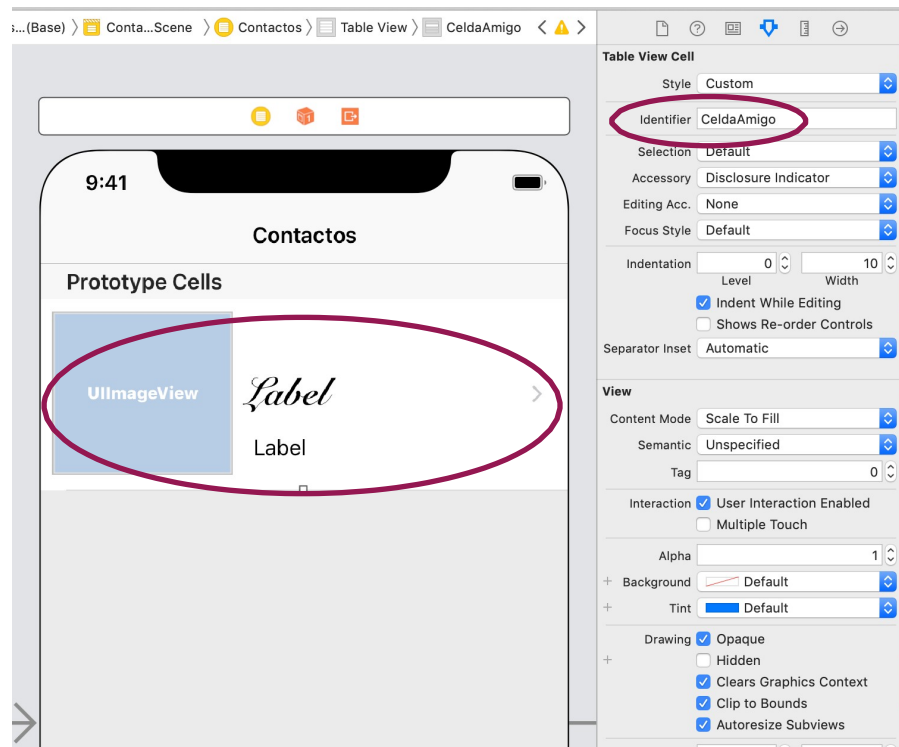 s...(Base) 〉 Conta...Scene 〉 Contactos 〉 Table View 〉 CeldaAmigo < >
9:41
Contactos
Prototype Cells
UIImageView
Label
Label
Table View Cell
Style Custom
Identifier CeldaAmigo
Selection Default
Accessory Disclosure Indicator
Editing Acc. None
Focus Style Default
Indentation 0 10
Level Width
Indent While Editing
Shows Re-order Controls
Separator Inset Automatic
View
Content Mode Scale To Fill
Semantic Unspecified
Tag 0
Interaction User Interaction Enabled
Multiple Touch
Alpha 1
+ Background Default
+ Tint Default
Drawing Opaque
+ Hidden
Clears Graphics Context
Clip to Bounds
Autoresize Subviews